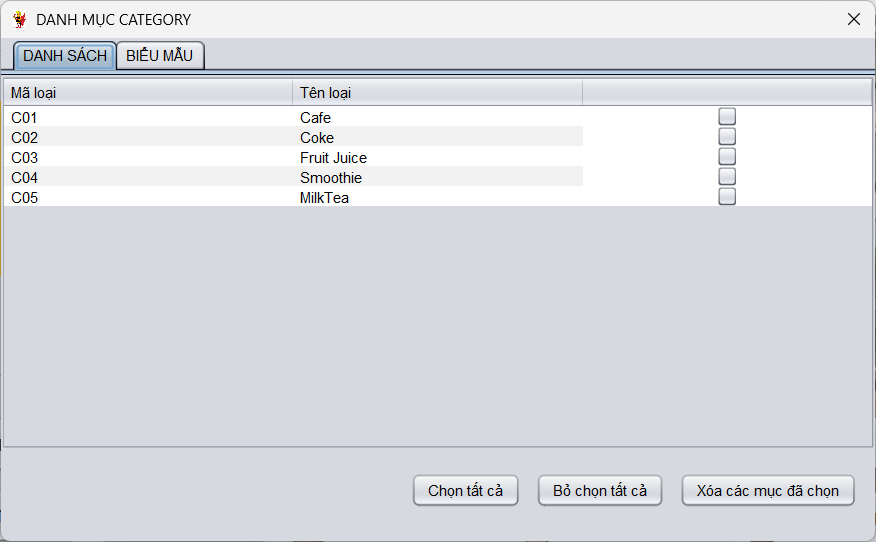 DANH MỤC CATEGORY
DANH SÁCH BIỂU MẪU
Mã loại Tên loại
C01 Cafe
C02 Coke
C03 Fruit Juice
C04 Smoothie
C05 MilkTea
Chọn tất cả Bỏ chọn tất cả Xóa các mục đã chọn